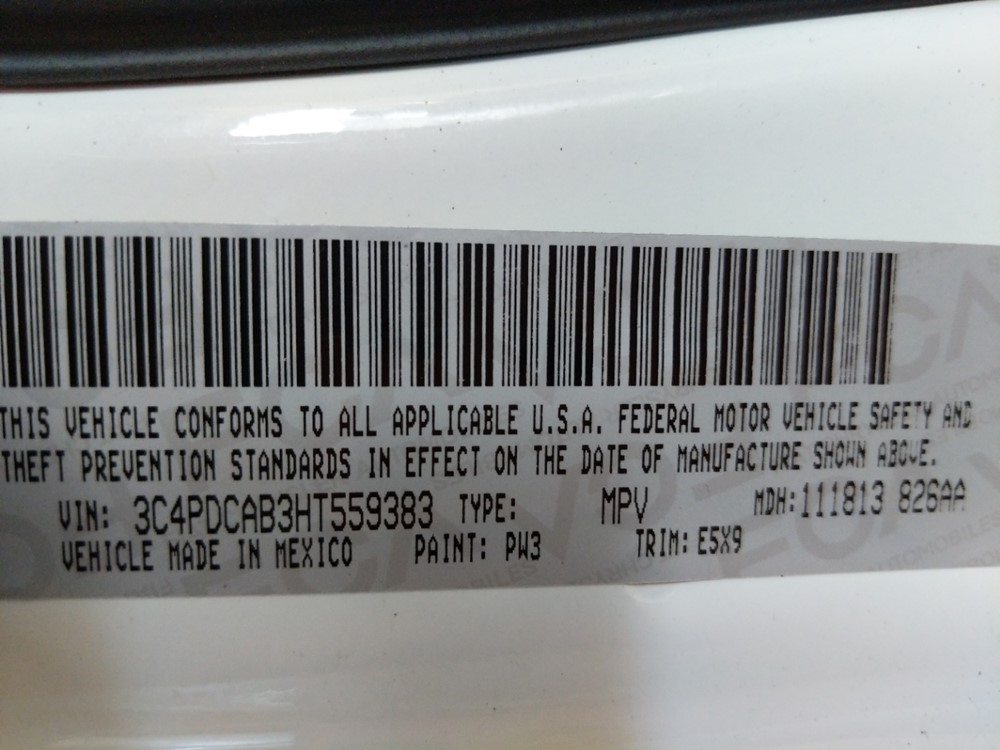 THIS VEHICLE CONFORMS TO ALL APPLICABLE U.S.A. FEDERAL MOTOR VEHICLE SAFETY AND
THEFT PREVENTION STANDARDS IN EFFECT ON THE DATE OF MANUFACTURE SHOWN ABOVE.
VIN: 3C4PDCAB3HT559383 TYPE: MPV MDH: 111813 826AA
VEHICLE MADE IN MEXICO PAINT: PW3 TRIM: E5X9